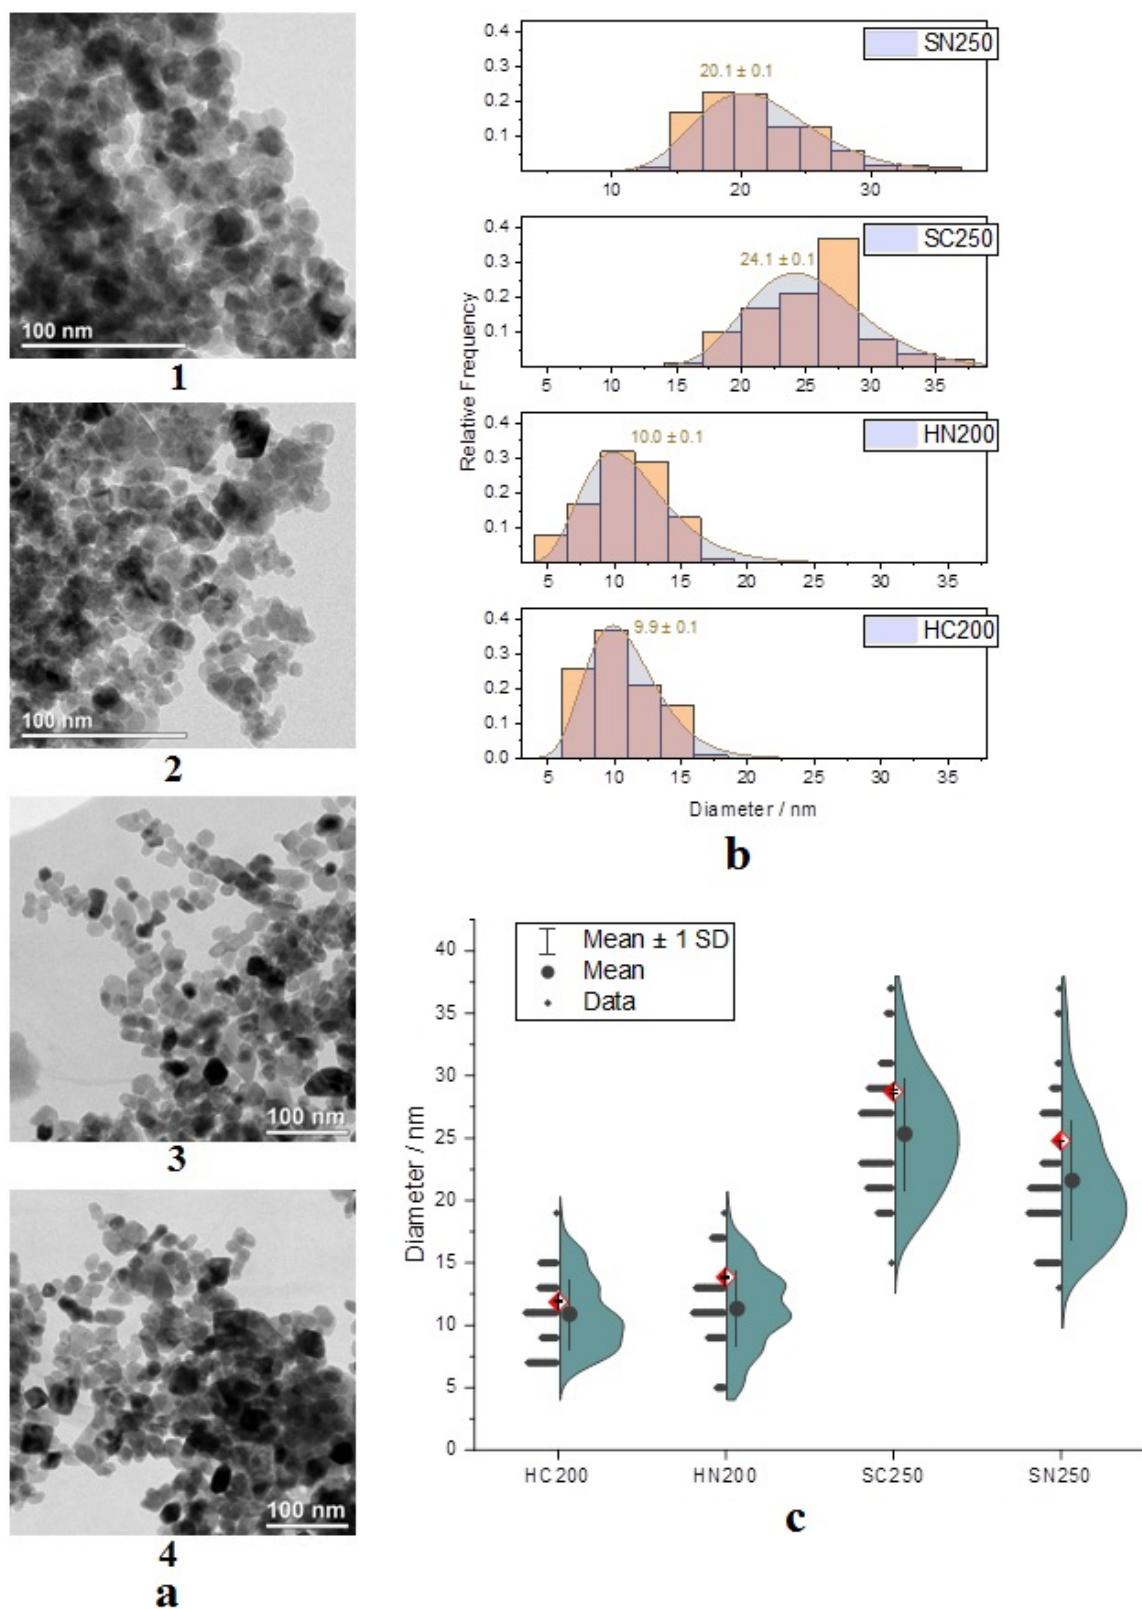 100 nm
1
100 nm
2
100 nm
3
100 nm
4
a
0.4
0.3
0.2
0.1
20.1 ± 0.1
SN250
10
20
30
0.4
0.3
0.2
0.1
24.1 ± 0.1
SC250
5
10
15
20
25
30
35
Relative Frequency
0.4
0.3
0.2
0.1
10.0 ± 0.1
HN200
5
10
15
20
25
30
35
0.4
0.3
0.2
0.1
0.0
9.9 ± 0.1
HC200
5
10
15
20
25
30
35
Diameter / nm
b
Mean ± 1 SD
Mean
Data
Diameter / nm
40
35
30
25
20
15
10
5
0
HC200
HN200
SC250
SN250
c